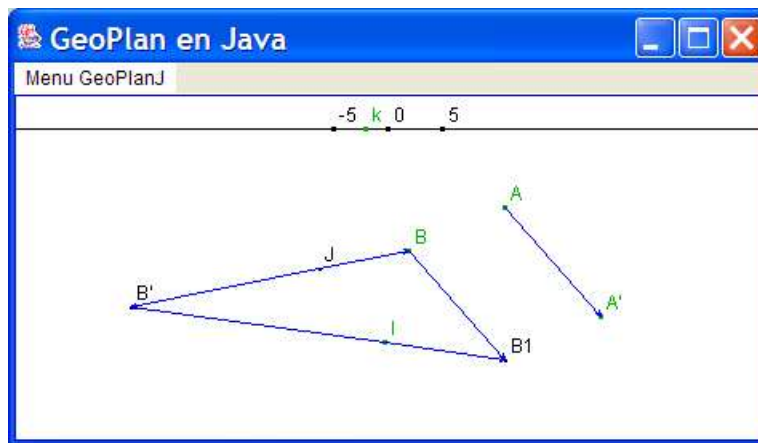 GeoPlan en Java
Menu GeoPlanJ
-5 k 0 5
A
B
J
B'
A'
I
B1